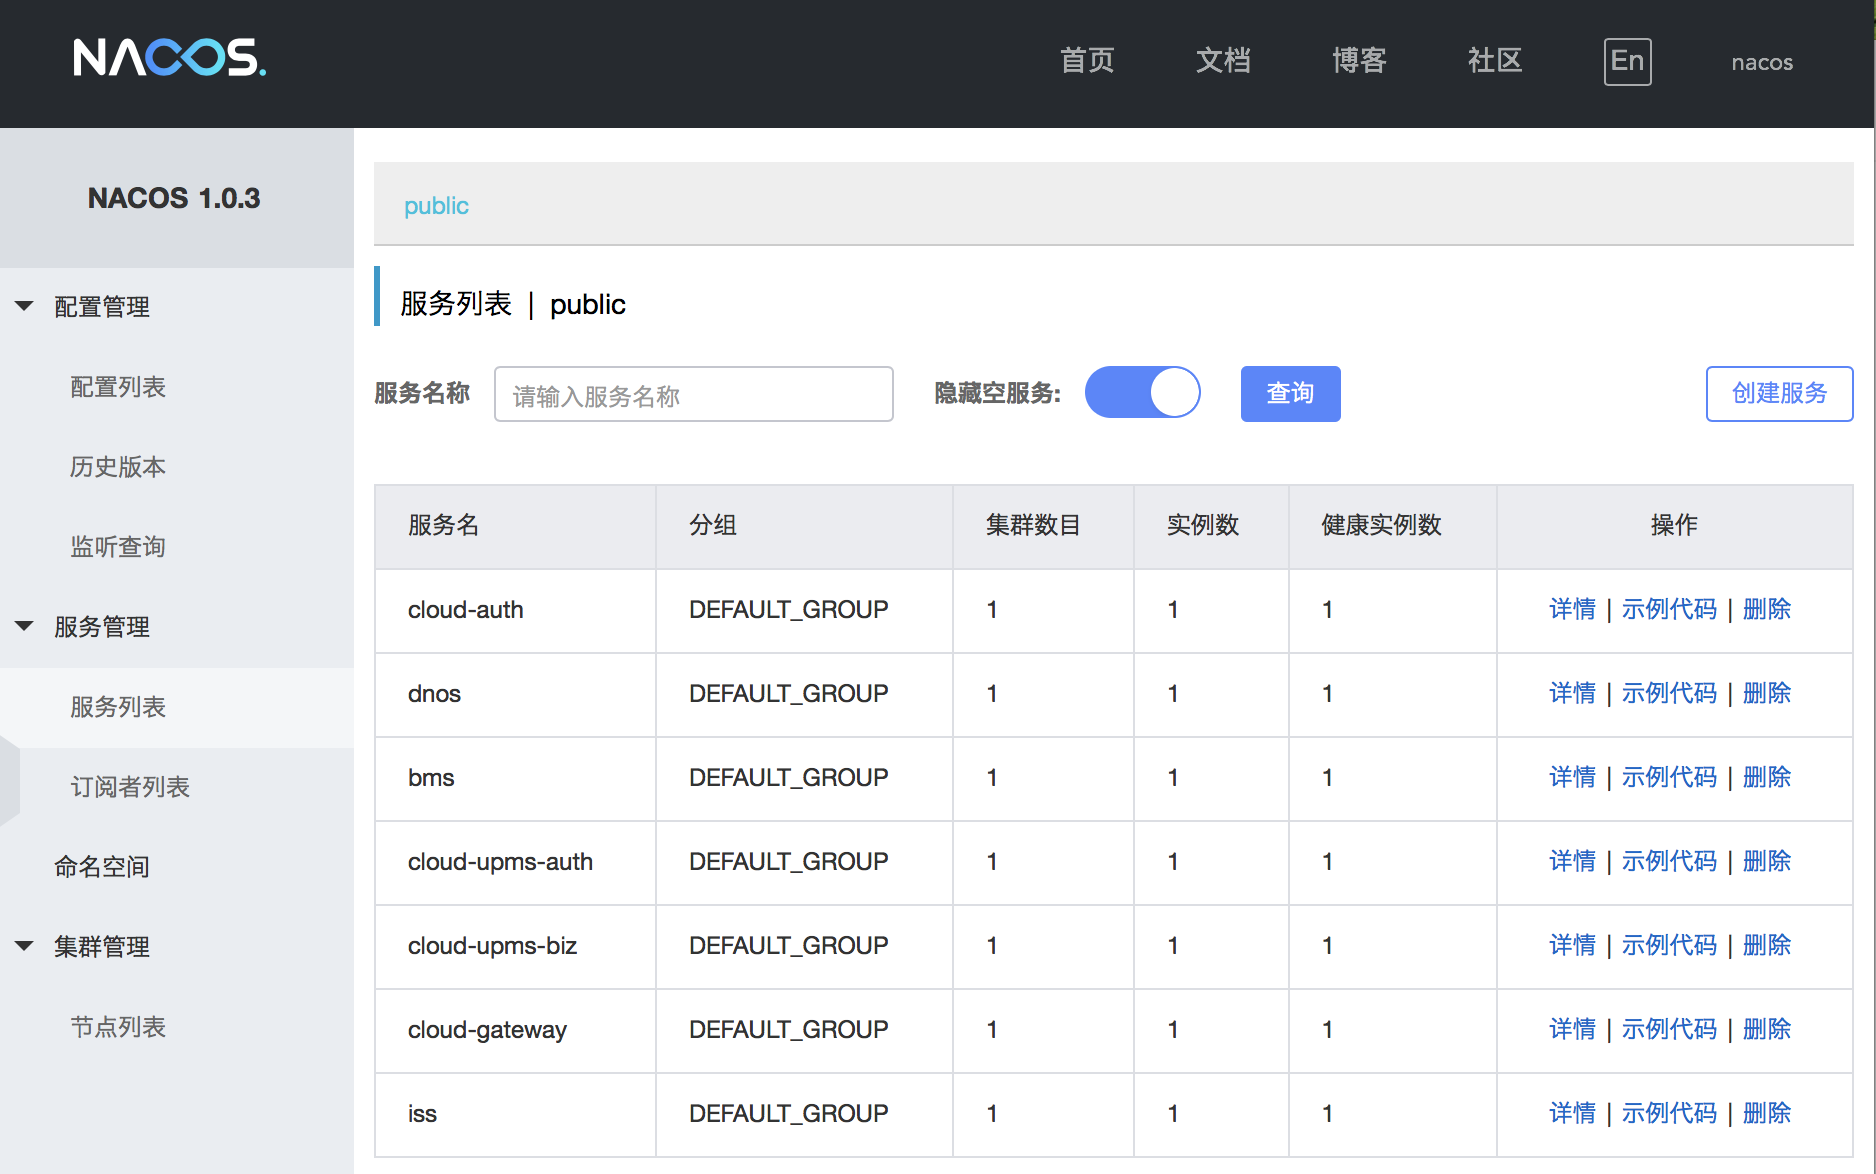 NACOS.
首页 文档 博客 社区 En nacos
NACOS 1.0.3
配置管理
配置列表
历史版本
监听查询
服务管理
服务列表
订阅者列表
命名空间
集群管理
节点列表
public
服务列表 | public
服务名称 请输入服务名称 隐藏空服务: 查询 创建服务
服务名 分组 集群数目 实例数 健康实例数 操作
cloud-auth DEFAULT_GROUP 1 1 1 详情 | 示例代码 | 删除
dnos DEFAULT_GROUP 1 1 1 详情 | 示例代码 | 删除
bms DEFAULT_GROUP 1 1 1 详情 | 示例代码 | 删除
cloud-upms-auth DEFAULT_GROUP 1 1 1 详情 | 示例代码 | 删除
cloud-upms-biz DEFAULT_GROUP 1 1 1 详情 | 示例代码 | 删除
cloud-gateway DEFAULT_GROUP 1 1 1 详情 | 示例代码 | 删除
iss DEFAULT_GROUP 1 1 1 详情 | 示例代码 | 删除